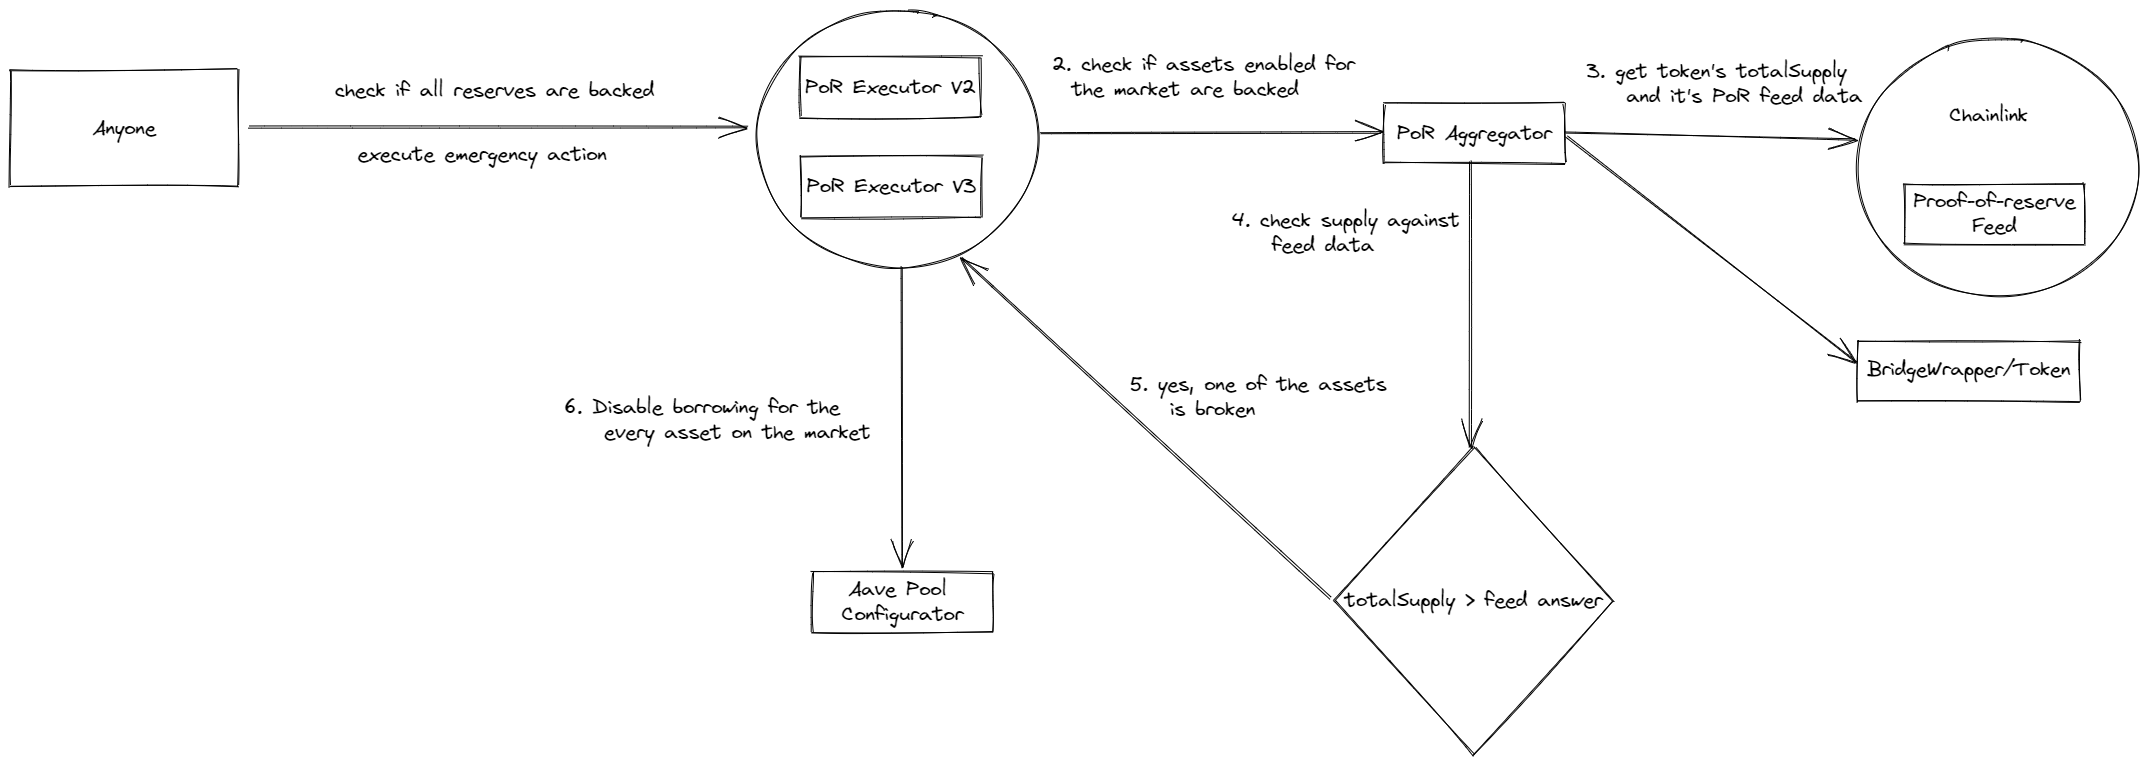 Anyone
check if all reserves are backed
execute emergency action
PoR Executor V2
PoR Executor V3
2. check if assets enabled for
the market are backed
PoR Aggregator
3. get token's totalSupply
and it's PoR feed data
Chainlink
Proof-of-reserve
Feed
BridgeWrapper/Token
4. check supply against
feed data
totalSupply > feed answer
5. yes, one of the assets
is broken
6. Disable borrowing for the
every asset on the market
Aave Pool
Configurator